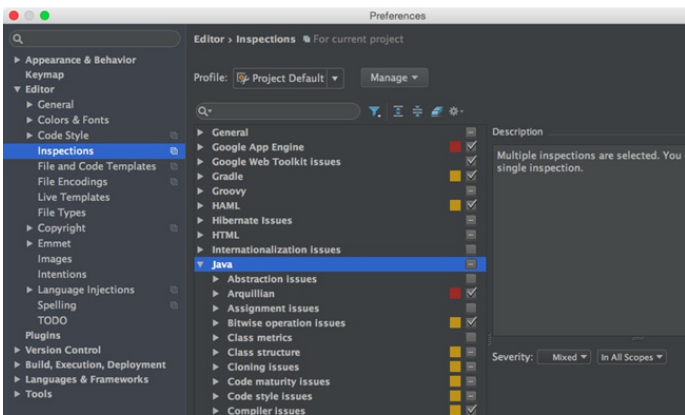 Preferences
Editor › Inspections For current project
Appearance & Behavior
Keymap
Editor
General
Colors & Fonts
Code Style
Inspections
File and Code Templates
File Encodings
Live Templates
File Types
Copyright
Emmet
Images
Intentions
Language Injections
Spelling
TODO
Plugins
Version Control
Build, Execution, Deployment
Languages & Frameworks
Tools
Profile: Project Default Manage
General
Google App Engine
Google Web Toolkit issues
Gradle
Groovy
HAML
Hibernate Issues
HTML
Internationalization issues
Java
Abstraction issues
Arquillian
Assignment issues
Bitwise operation issues
Class metrics
Class structure
Cloning issues
Code maturity issues
Code style issues
Compiler issues
Description
Multiple inspections are selected. You
single inspection.
Severity: Mixed In All Scopes